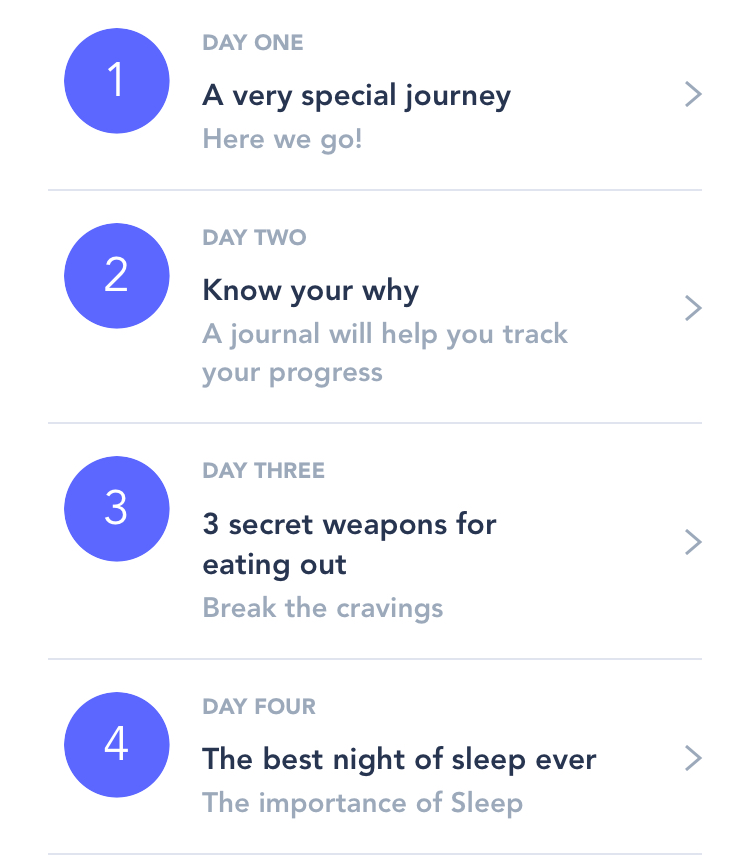 1
DAY ONE
A very special journey
Here we go!
2
DAY TWO
Know your why
A journal will help you track
your progress
3
DAY THREE
3 secret weapons for
eating out
Break the cravings
4
DAY FOUR
The best night of sleep ever
The importance of Sleep